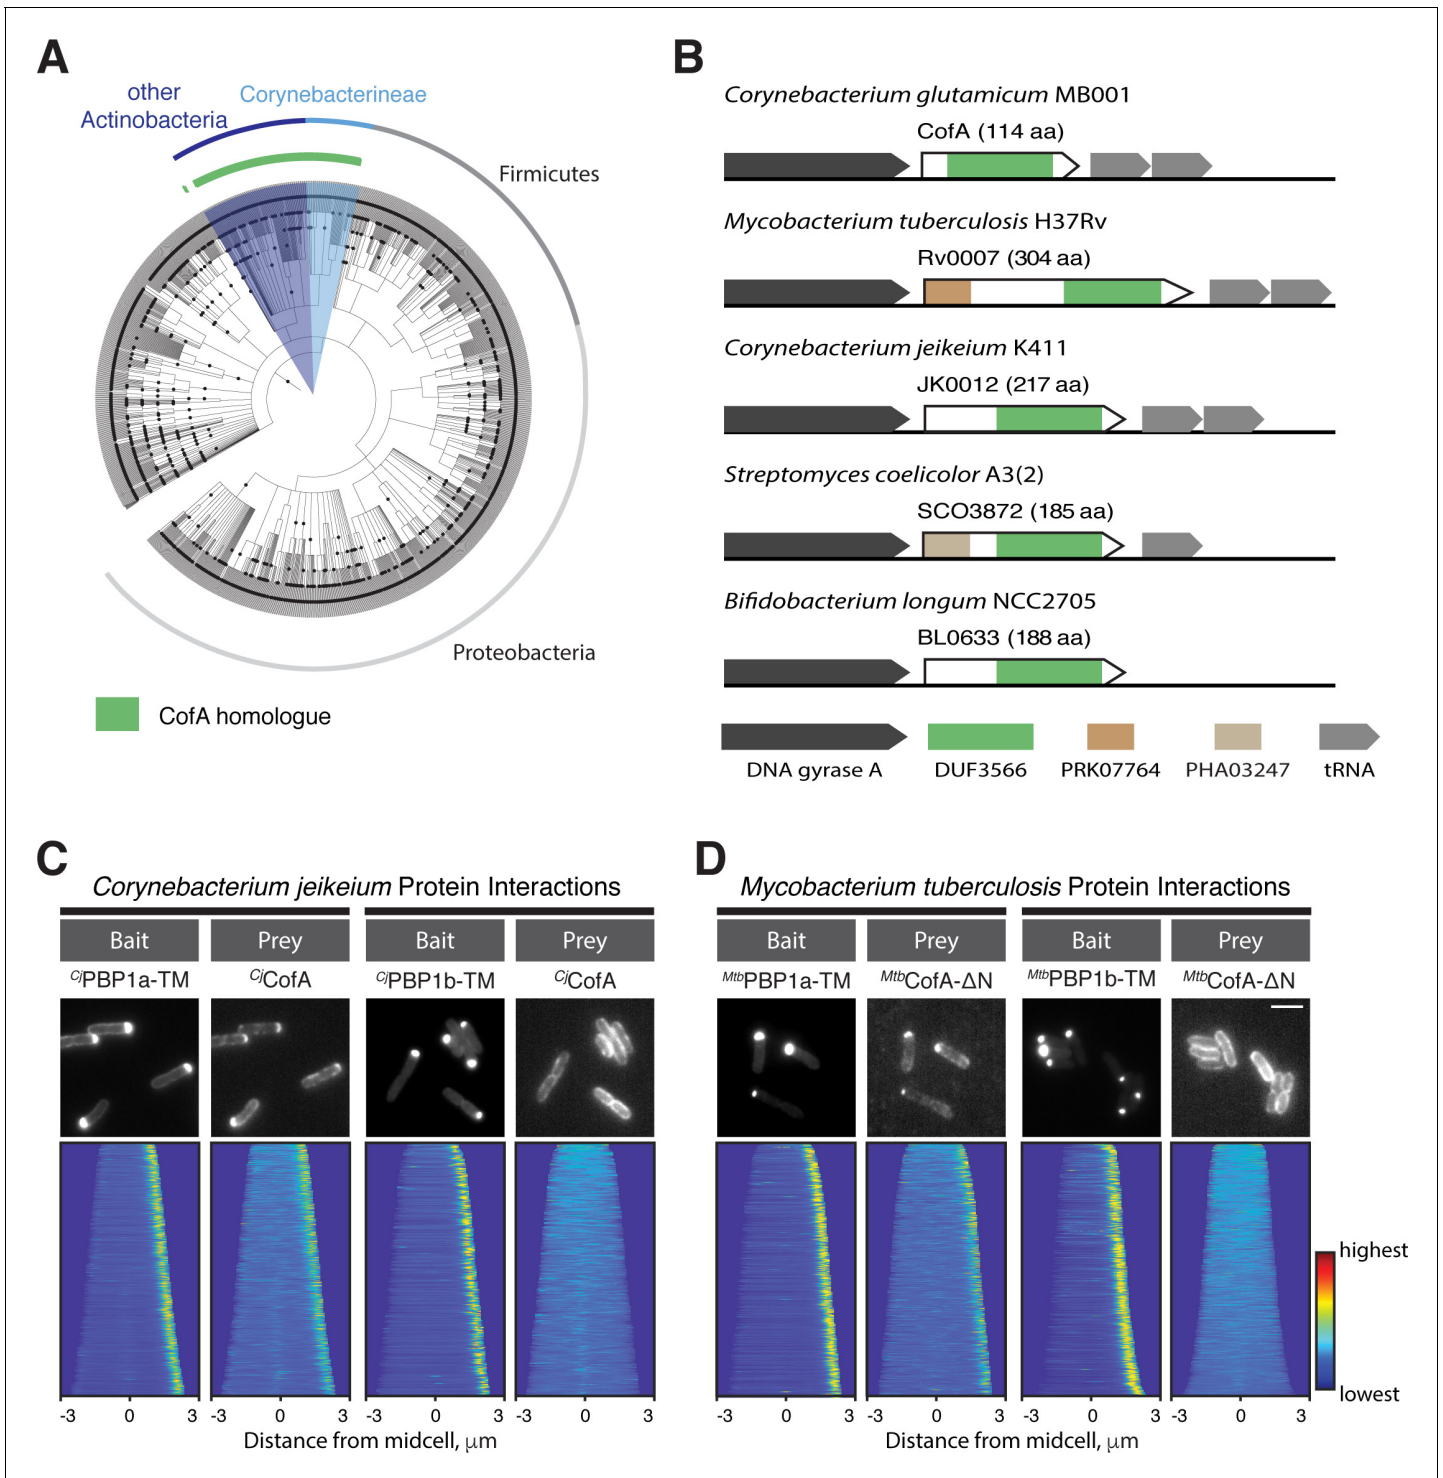 A
other
Actinobacteria
Corynebacterineae
Firmicutes
Proteobacteria
CofA homologue
B
Corynebacterium glutamicum MB001
CofA (114 aa)
Mycobacterium tuberculosis H37Rv
Rv0007 (304 aa)
Corynebacterium jeikeium K411
JK0012 (217 aa)
Streptomyces coelicolor A3(2)
SCO3872 (185 aa)
Bifidobacterium longum NCC2705
BL0633 (188 aa)
DNA gyrase A DUF3566 PRK07764 PHA03247 tRNA
C
Corynebacterium jeikeium Protein Interactions
Bait Prey Bait Prey
CjPBP1a-TM CjCofA CjPBP1b-TM CjCofA
-3 0 3 -3 0 3 -3 0 3 -3 0 3
Distance from midcell, μm
D
Mycobacterium tuberculosis Protein Interactions
Bait Prey Bait Prey
MtbPBP1a-TM MtbCofA-ΔN MtbPBP1b-TM MtbCofA-ΔN
highest
lowest
-3 0 3 -3 0 3 -3 0 3 -3 0 3
Distance from midcell, μm